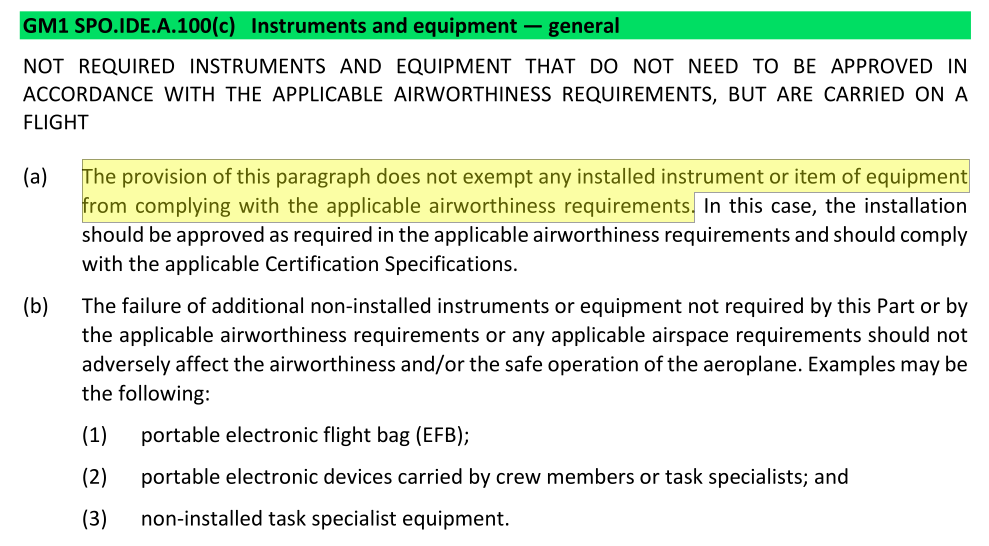 GM1 SPO.IDE.A.100(c) Instruments and equipment — general
NOT REQUIRED INSTRUMENTS AND EQUIPMENT THAT DO NOT NEED TO BE APPROVED IN
ACCORDANCE WITH THE APPLICABLE AIRWORTHINESS REQUIREMENTS, BUT ARE CARRIED ON A
FLIGHT
(a) The provision of this paragraph does not exempt any installed instrument or item of equipment
from complying with the applicable airworthiness requirements. In this case, the installation
should be approved as required in the applicable airworthiness requirements and should comply
with the applicable Certification Specifications.
(b) The failure of additional non-installed instruments or equipment not required by this Part or by
the applicable airworthiness requirements or any applicable airspace requirements should not
adversely affect the airworthiness and/or the safe operation of the aeroplane. Examples may be
the following:
(1) portable electronic flight bag (EFB);
(2) portable electronic devices carried by crew members or task specialists; and
(3) non-installed task specialist equipment.